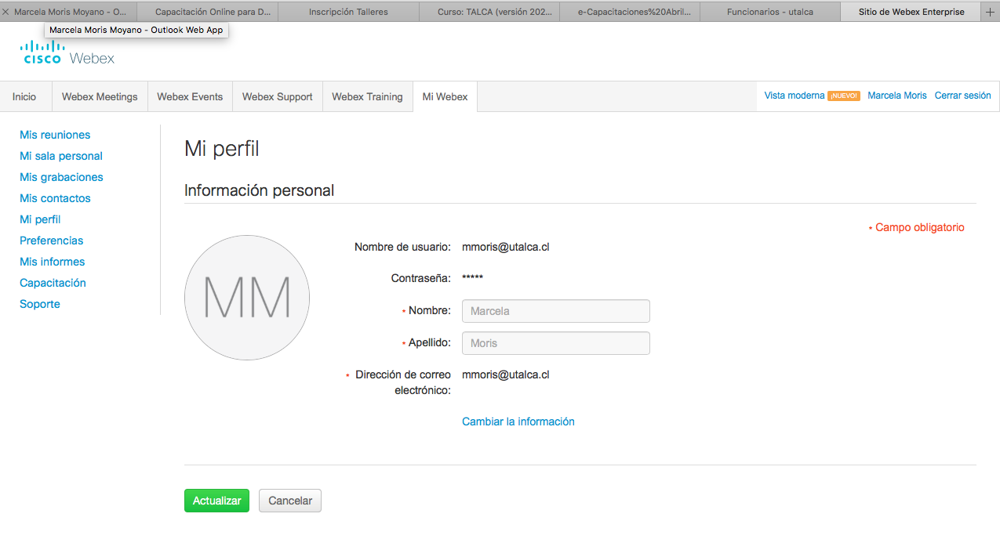 Marcela Moris Moyano - O...
Capacitación Online para D...
Inscripción Talleres
Curso: TALCA (versión 202...
e-Capacitaciones%20Abril...
Funcionarios - utalca
Sitio de Webex Enterprise
Marcela Moris Moyano - Outlook Web App
cisco Webex
Inicio
Webex Meetings
Webex Events
Webex Support
Webex Training
Mi Webex
Vista moderna ¡NUEVO! Marcela Moris Cerrar sesión
Mis reuniones
Mi sala personal
Mis grabaciones
Mis contactos
Mi perfil
Preferencias
Mis informes
Capacitación
Soporte
Mi perfil
Información personal
* Campo obligatorio
MM
Nombre de usuario: mmoris@utalca.cl
Contraseña: *****
* Nombre: Marcela
* Apellido: Moris
* Dirección de correo mmoris@utalca.cl
electrónico:
Cambiar la información
Actualizar
Cancelar